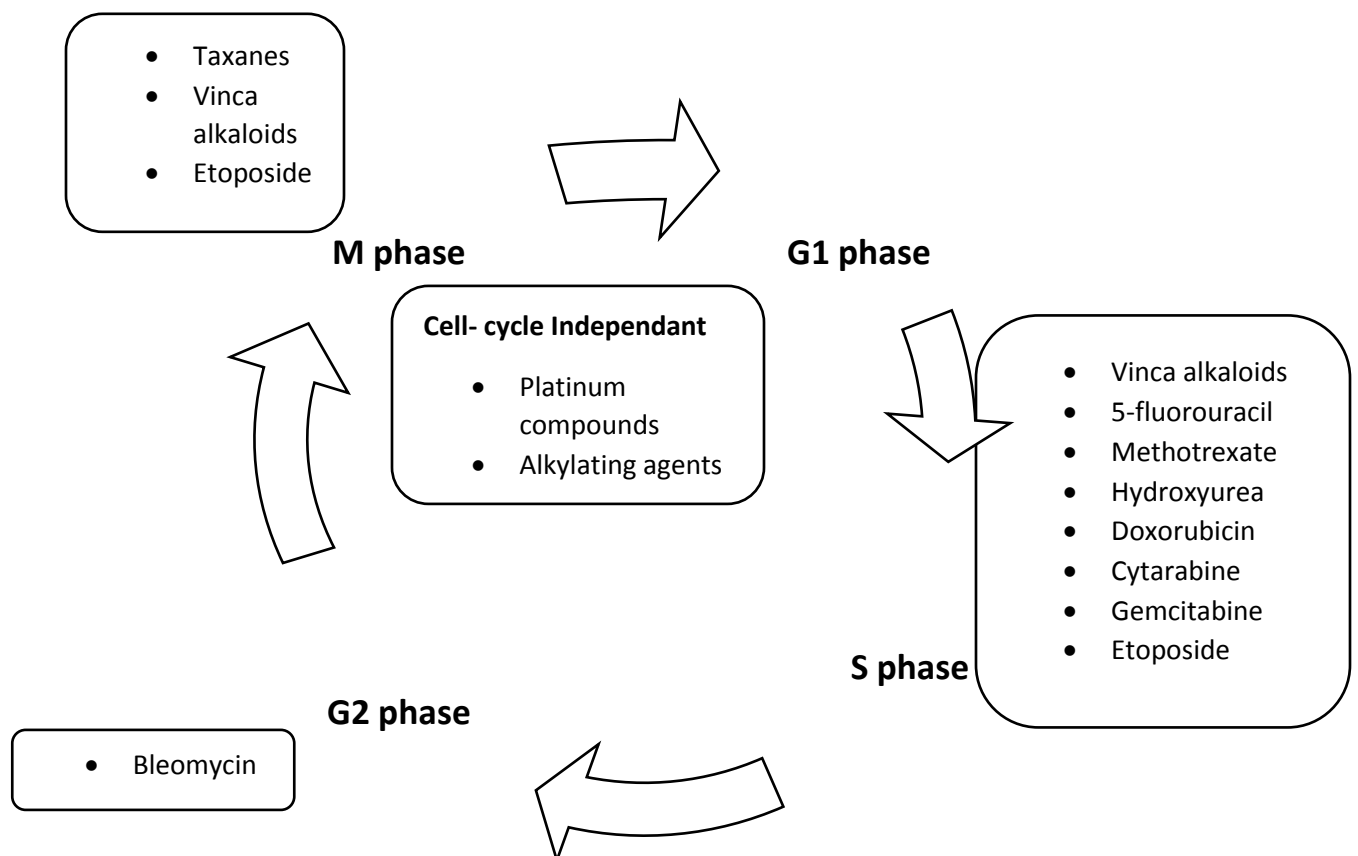 • Taxanes
• Vinca
alkaloids
• Etoposide
M phase
G1 phase
Cell- cycle Independant
• Platinum
compounds
• Alkylating agents
• Vinca alkaloids
• 5-fluorouracil
• Methotrexate
• Hydroxyurea
• Doxorubicin
• Cytarabine
• Gemcitabine
• Etoposide
S phase
G2 phase
• Bleomycin